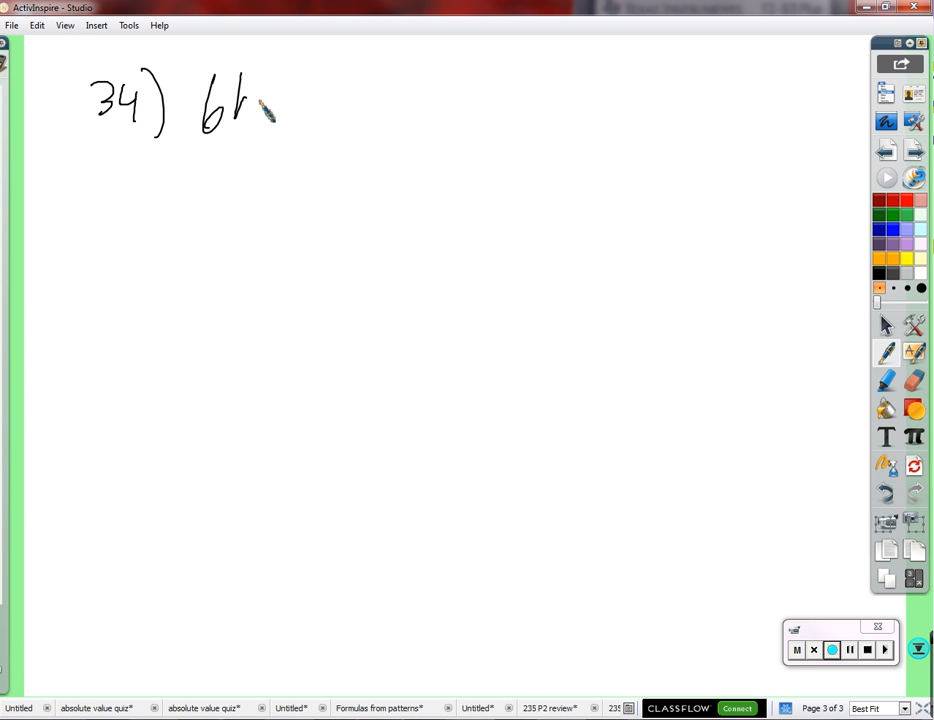 ActivInspire - Studio
File Edit View Insert Tools Help
34) 6
M
Untitled absolute value quiz* absolute value quiz* Untitled* Formulas from patterns* Untitled* 235 P2 review* 235 CLASSFLOW Connect Page 3 of 3 Best Fit